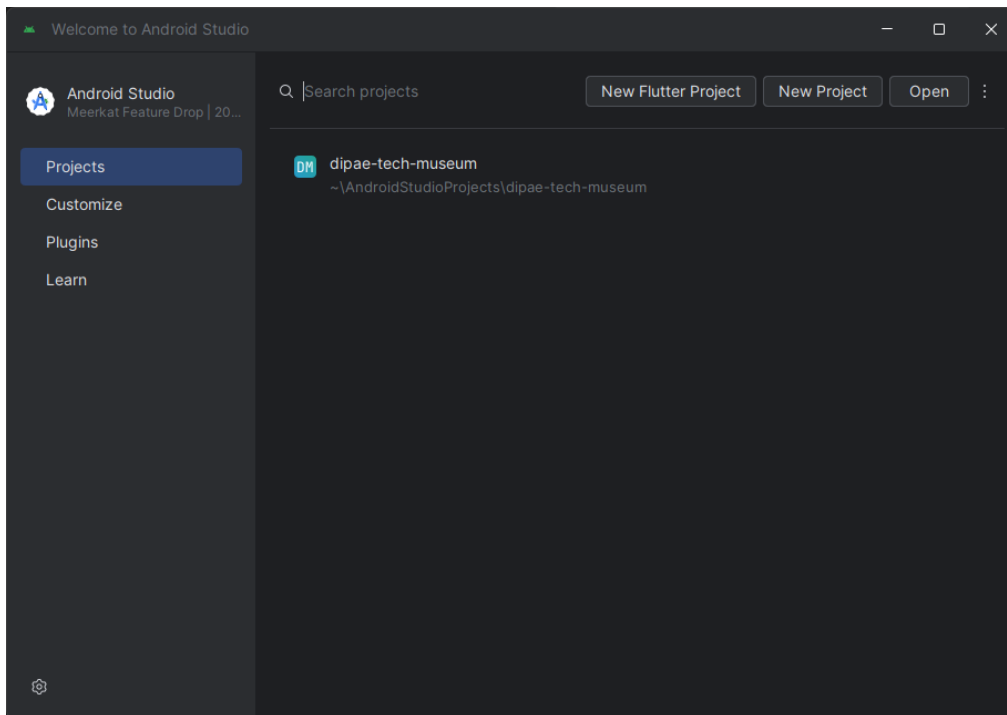 Welcome to Android Studio
Android Studio
Meerkat Feature Drop | 20...
Projects
Customize
Plugins
Learn
Search projects
New Flutter Project
New Project
Open
DM
dipae-tech-museum
~\AndroidStudioProjects\dipae-tech-museum